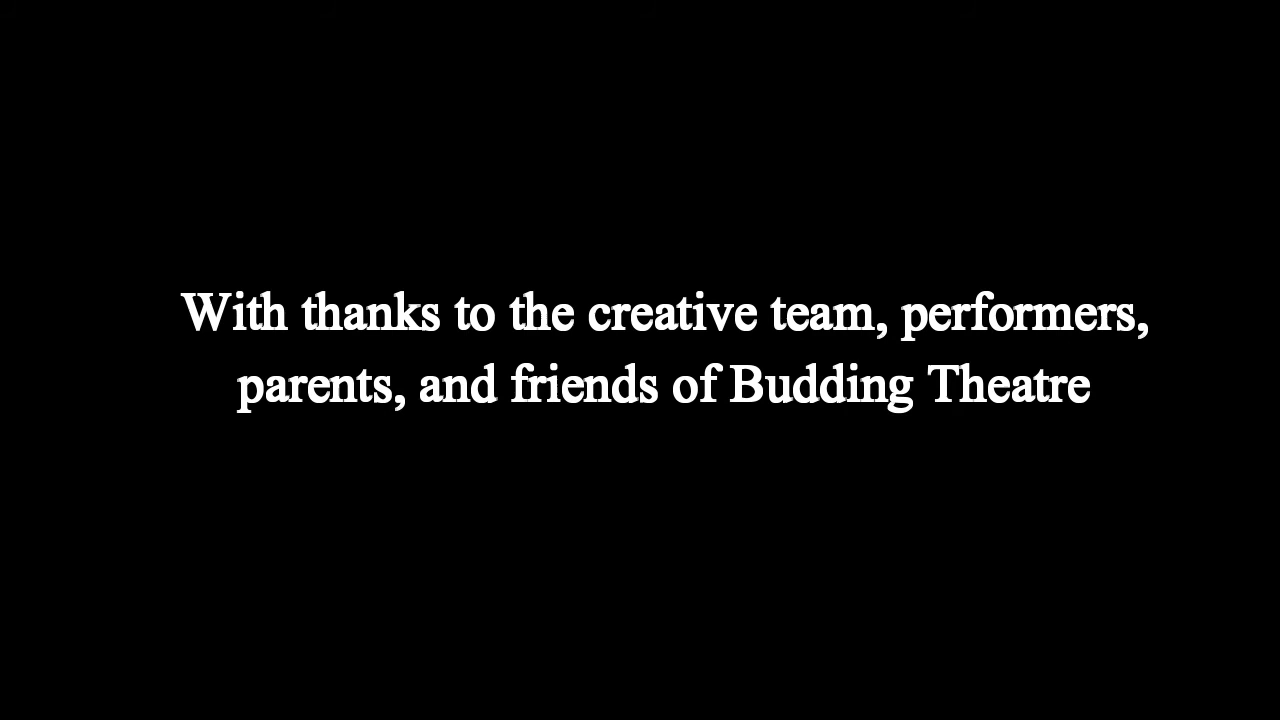 With thanks to the creative team, performers,
parents, and friends of Budding Theatre